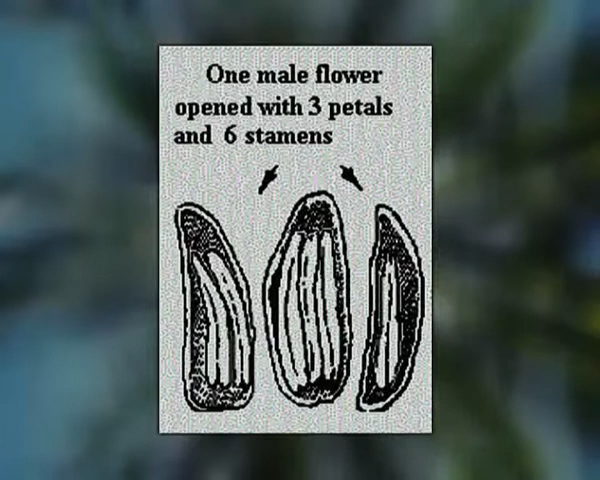 One male flower
opened with 3 petals
and 6 stamens